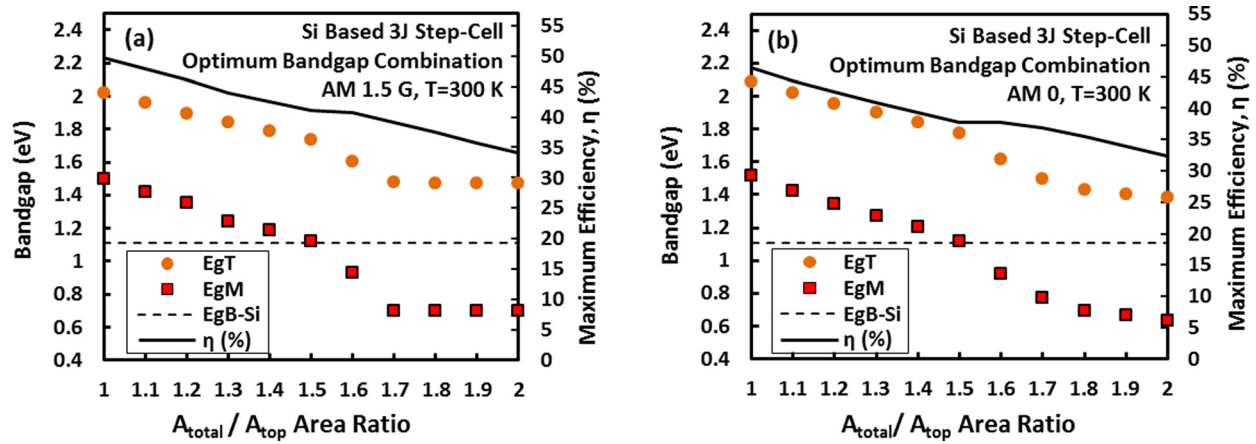 (a)
Si Based 3J Step-Cell
Optimum Bandgap Combination
AM 1.5 G, T=300 K
Bandgap (eV)
2.4
2.2
2
1.8
1.6
1.4
1.2
1
0.8
0.6
0.4
EgT
EgM
EgB-Si
η (%)
55
50
45
40
35
30
25
20
15
10
5
0
Maximum Efficiency, η (%)
1 1.1 1.2 1.3 1.4 1.5 1.6 1.7 1.8 1.9 2
Atotal / Atop Area Ratio
(b)
Si Based 3J Step-Cell
Optimum Bandgap Combination
AM 0, T=300 K
Bandgap (eV)
2.4
2.2
2
1.8
1.6
1.4
1.2
1
0.8
0.6
0.4
EgT
EgM
EgB-Si
η (%)
55
50
45
40
35
30
25
20
15
10
5
0
Maximum Efficiency, η (%)
1 1.1 1.2 1.3 1.4 1.5 1.6 1.7 1.8 1.9 2
Atotal / Atop Area Ratio